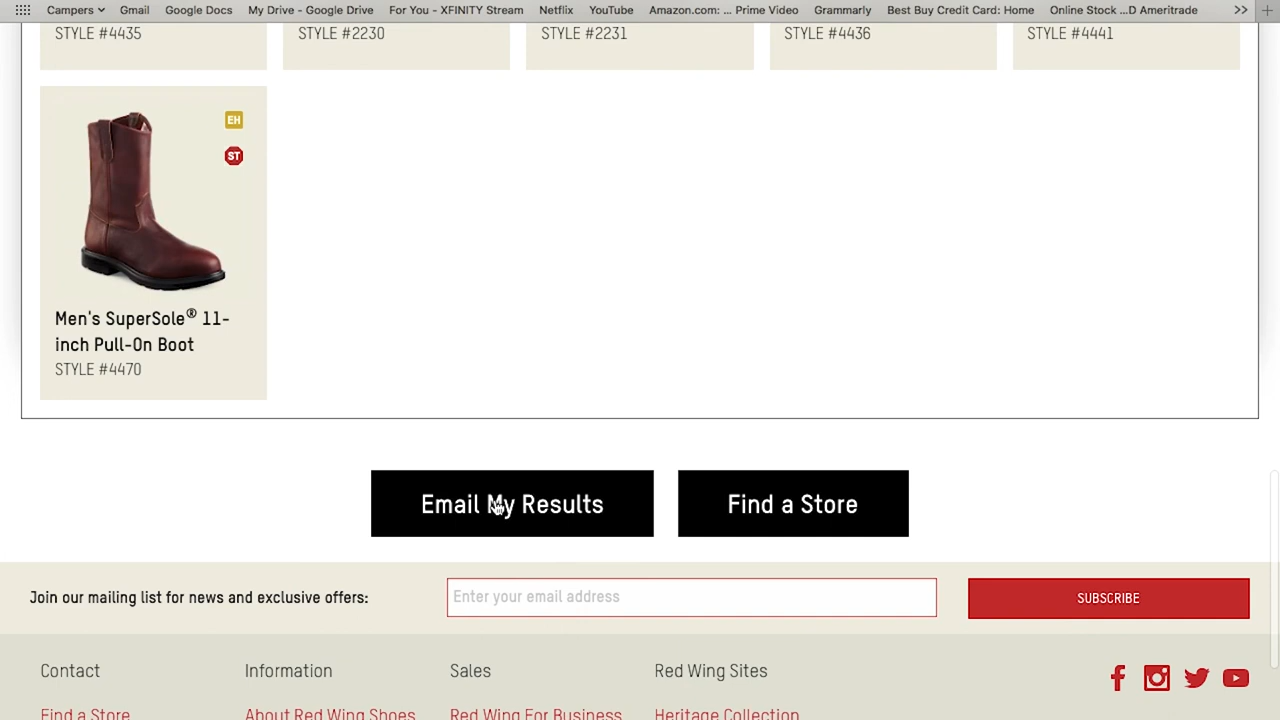 Campers Gmail Google Docs My Drive - Google Drive For You - XFINITY Stream Netflix YouTube Amazon.com: ... Prime Video Grammarly Best Buy Credit Card: Home Online Stock ...D Ameritrade >> +
STYLE #4435 STYLE #2230 STYLE #2231 STYLE #4436 STYLE #4441
EH
ST
Men's SuperSole® 11-
inch Pull-On Boot
STYLE #4470
Email My Results Find a Store
Join our mailing list for news and exclusive offers: Enter your email address SUBSCRIBE
Contact Information Sales Red Wing Sites
Find a Store About Red Wing Shoes Red Wing For Business Heritage Collection